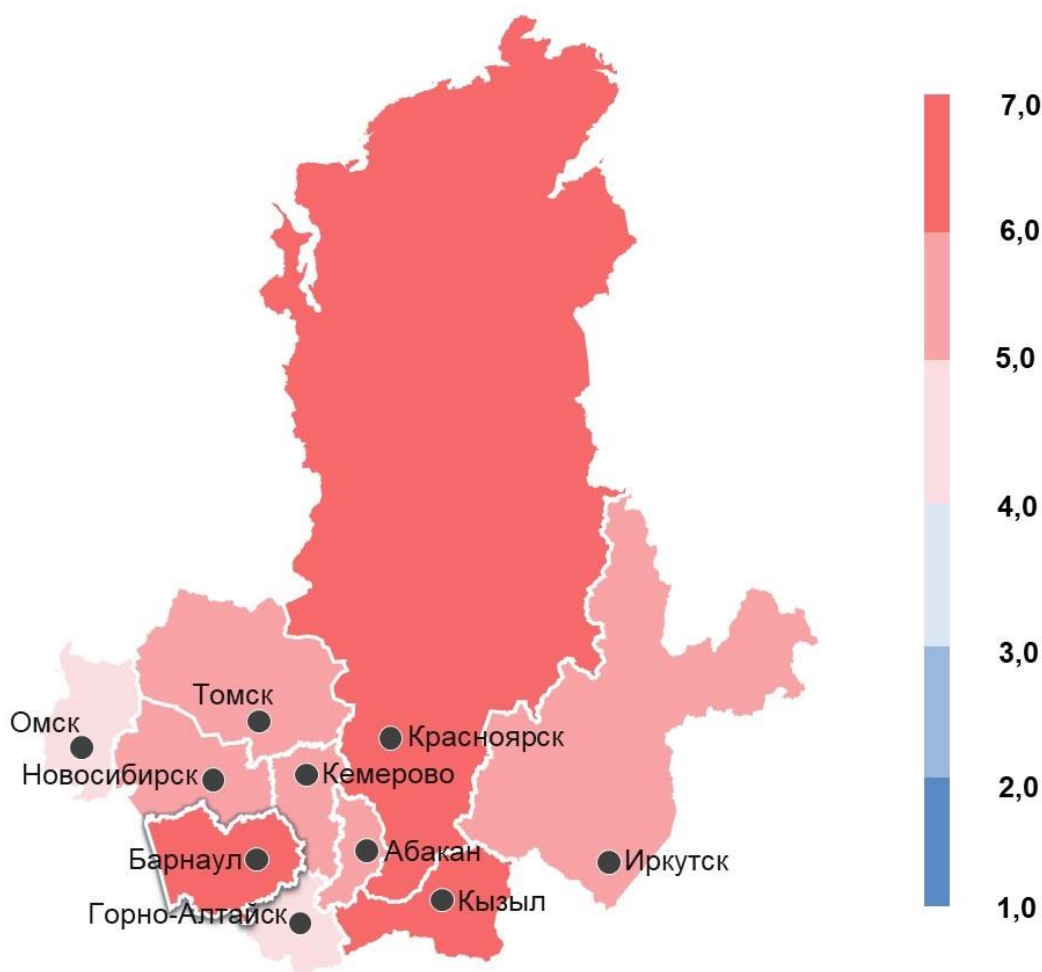 7,0
6,0
5,0
4,0
3,0
2,0
1,0
Томск
Омск
Красноярск
Новосибирск
Кемерово
Барнаул
Абакан
Иркутск
Горно-Алтайск
Кызыл